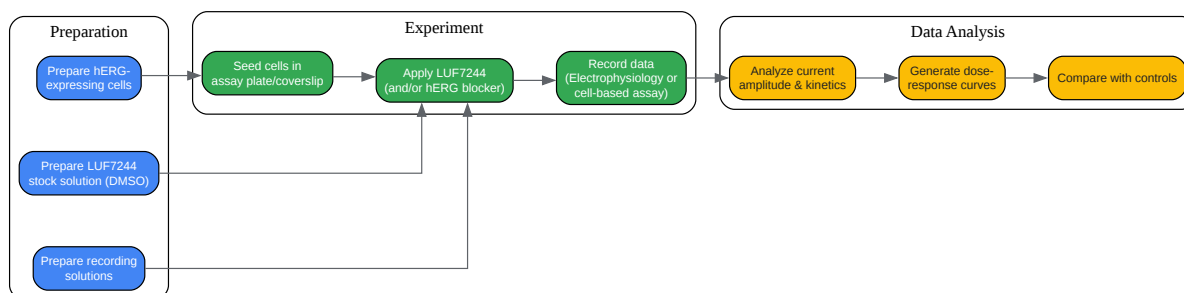 Preparation
Prepare hERG-
expressing cells
Prepare LUF7244
stock solution (DMSO)
Prepare recording
solutions
Experiment
Seed cells in
assay plate/coverslip
Apply LUF7244
(and/or hERG blocker)
Record data
(Electrophysiology or
cell-based assay)
Data Analysis
Analyze current
amplitude & kinetics
Generate dose-
response curves
Compare with controls